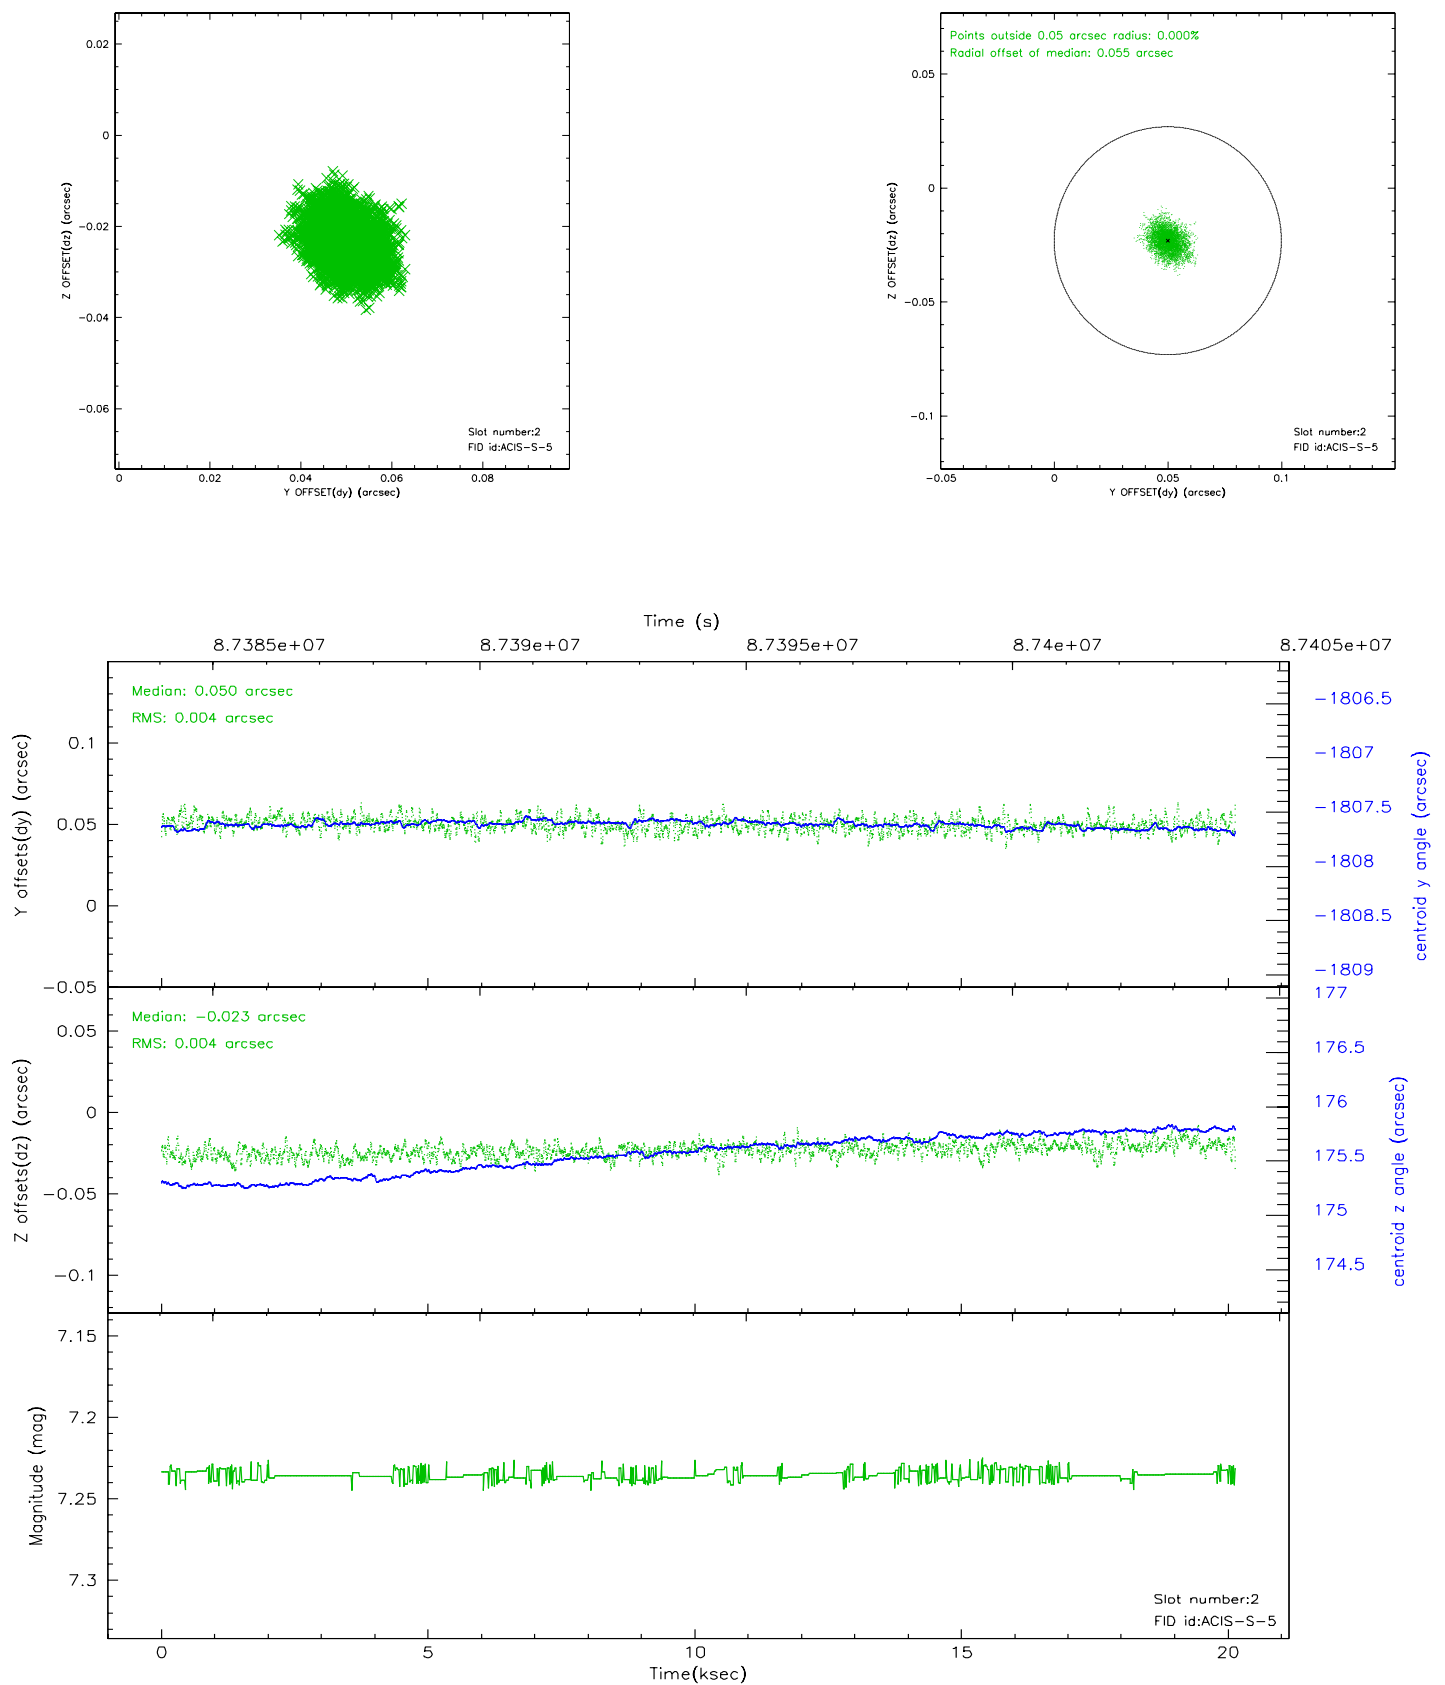 0.02
0
-0.02
-0.04
-0.06
Z OFFSET(dz) (arcsec)
Slot number:2
FID id:ACIS-S-5
0 0.02 0.04 0.06 0.08
Y OFFSET(dy) (arcsec)
Points outside 0.05 arcsec radius: 0.000%
Radial offset of median: 0.055 arcsec
0.05
0
-0.05
-0.1
Z OFFSET(dz) (arcsec)
Slot number:2
FID id:ACIS-S-5
-0.05 0 0.05 0.1
Y OFFSET(dy) (arcsec)
Time (s)
8.7385e+07 8.739e+07 8.7395e+07 8.74e+07 8.7405e+07
Median: 0.050 arcsec
RMS: 0.004 arcsec
0.1
0.05
0
-0.05
Y offsets(dy) (arcsec)
-1806.5
-1807
-1807.5
-1808
-1808.5
-1809
centroid y angle (arcsec)
Median: -0.023 arcsec
RMS: 0.004 arcsec
0.05
0
-0.05
-0.1
Z offsets(dz) (arcsec)
177
176.5
176
175.5
175
174.5
centroid z angle (arcsec)
7.15
7.2
7.25
7.3
Magnitude (mag)
Slot number:2
FID id:ACIS-S-5
0 5 10 15 20
Time(ksec)